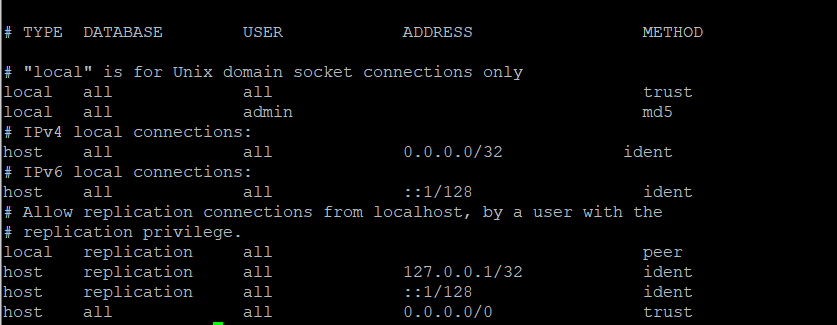 # TYPE  DATABASE        USER            ADDRESS                 METHOD
# "local" is for Unix domain socket connections only
local   all             all                                     trust
local   all             admin                                   md5
# IPv4 local connections:
host    all             all             0.0.0.0/32            ident
# IPv6 local connections:
host    all             all             ::1/128                 ident
# Allow replication connections from localhost, by a user with the
# replication privilege.
local   replication     all                                     peer
host    replication     all             127.0.0.1/32            ident
host    replication     all             ::1/128                 ident
host    all             all             0.0.0.0/0               trust